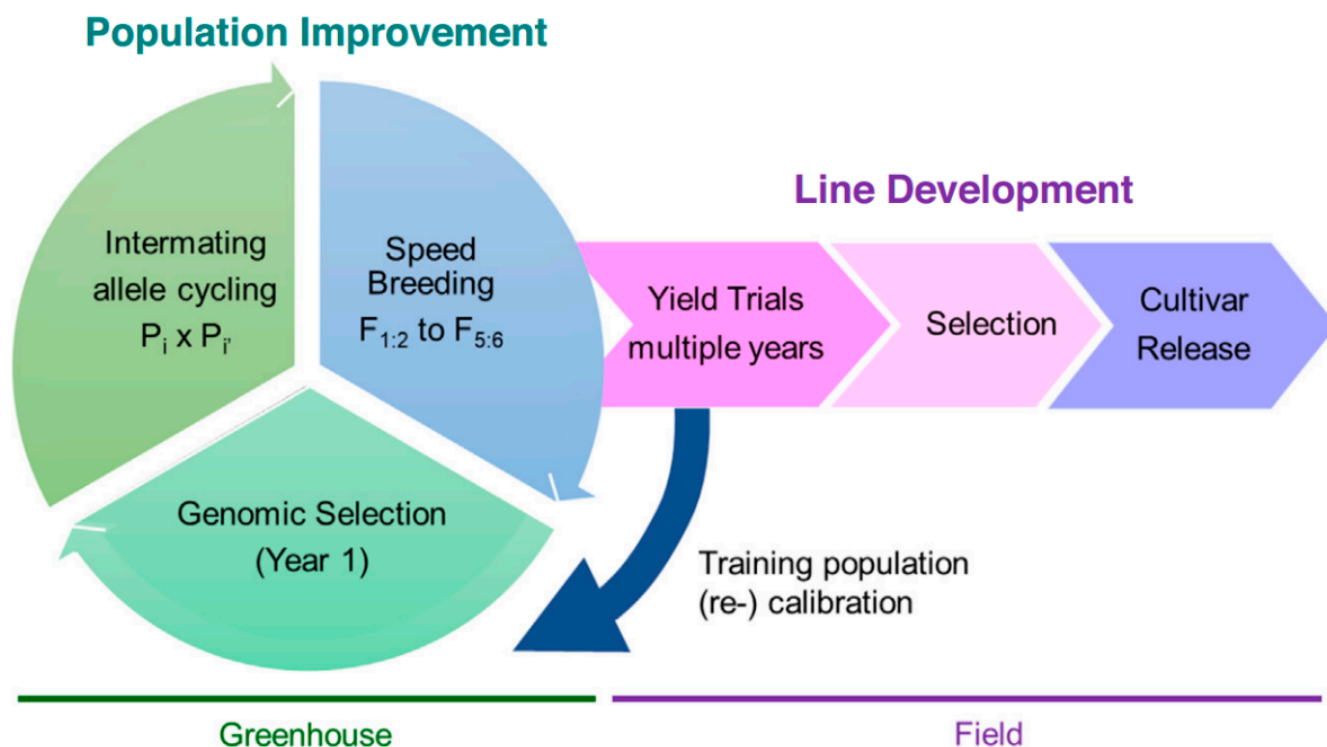 Population Improvement
Intermating
allele cycling
Pᵢ x Pᵢ'
Speed
Breeding
F₁:₂ to F₅:₆
Genomic Selection
(Year 1)
Line Development
Yield Trials
multiple years
Selection
Cultivar
Release
Training population
(re-) calibration
Greenhouse
Field